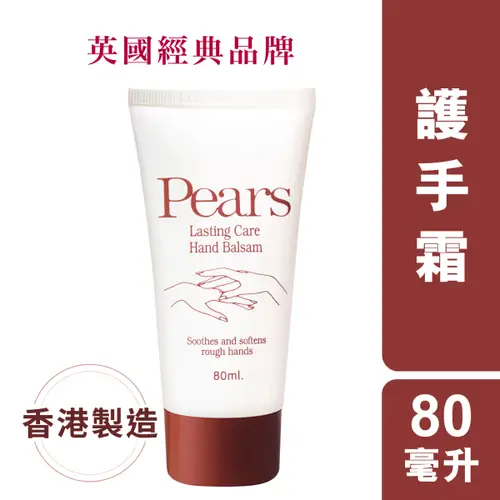 英國經典品牌
Pears
Lasting Care
Hand Balsam
Soothes and softens
rough hands
80ml.
香港製造
護手霜
80
毫升